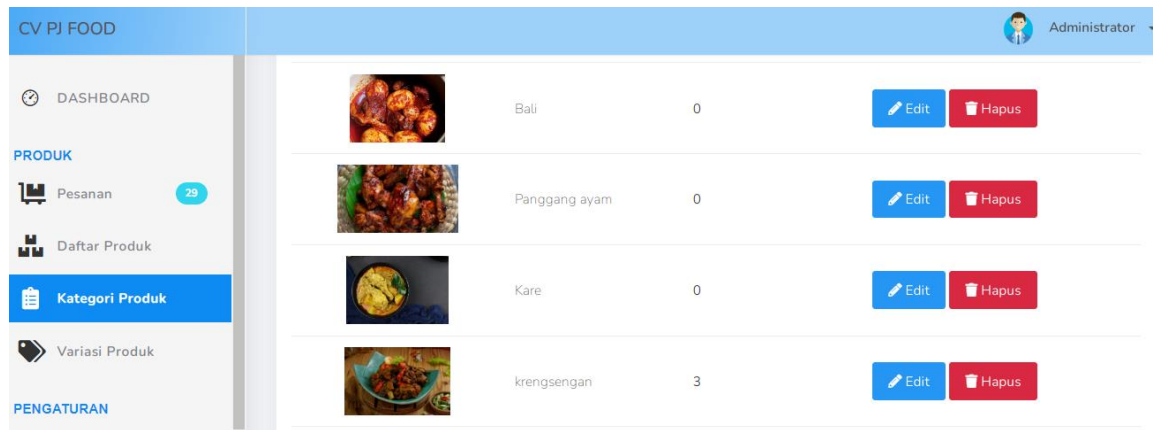 CV PJ FOOD
Administrator
DASHBOARD
PRODUK
Pesanan 29
Daftar Produk
Kategori Produk
Variasi Produk
PENGATURAN
Bali 0 Edit Hapus
Panggang ayam 0 Edit Hapus
Kare 0 Edit Hapus
krengsengan 3 Edit Hapus